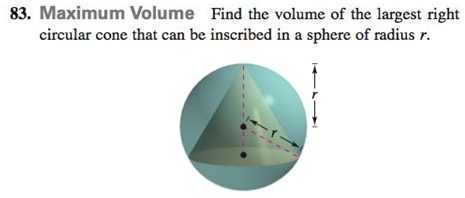 83. Maximum Volume Find the volume of the largest right
circular cone that can be inscribed in a sphere of radius r.
r
r